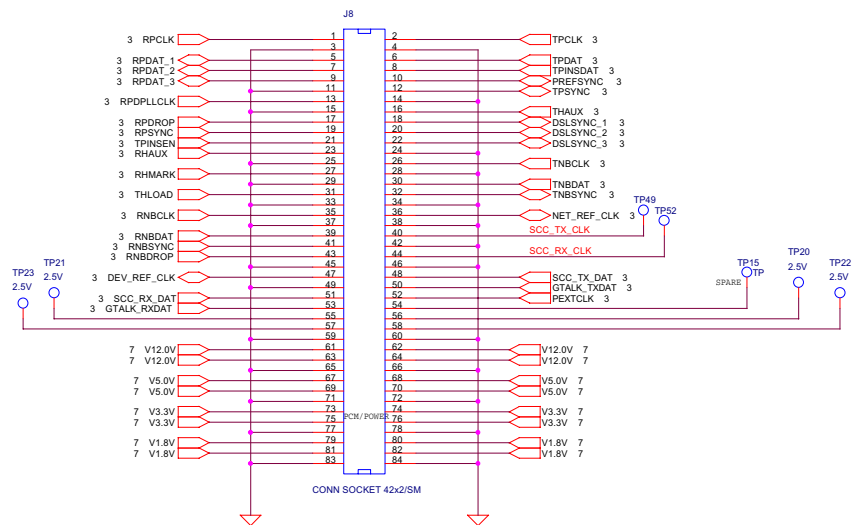 J8
3 RPCLK 1 2 TPCLK 3
3 4
3 RPDAT_1 5 6 TPDAT 3
3 RPDAT_2 7 8 TPINSDAT 3
3 RPDAT_3 9 10 PREFSYNC 3
11 12 TPSYNC 3
3 RPDPLLCLK 13 14
15 16 THAUX 3
3 RPDROP 17 18 DSLSYNC_1 3
3 RPSYNC 19 20 DSLSYNC_2 3
3 TPINSEN 21 22 DSLSYNC_3 3
3 RHAUX 23 24
25 26 TNBCLK 3
3 RHMARK 27 28
29 30 TNBDAT 3
3 THLOAD 31 32 TNBSYNC 3
33 34
3 RNBCLK 35 36 NET_REF_CLK 3
37 38
TP49
TP52
3 RNBDAT 39 40 SCC_TX_CLK
3 RNBSYNC 41 42
3 RNBDROP 43 44 SCC_RX_CLK
45 46
3 DEV_REF_CLK 47 48 SCC_TX_DAT 3
49 50 GTALK_TXDAT 3
3 SCC_RX_DAT 51 52 PEXTCLK 3
3 GTALK_RXDAT 53 54
TP23
2.5V
TP21
2.5V
TP15
TP
SPARE
TP20
2.5V
TP22
2.5V
55 56
57 58
59 60
7 V12.0V 61 62 V12.0V 7
7 V12.0V 63 64 V12.0V 7
65 66
7 V5.0V 67 68 V5.0V 7
7 V5.0V 69 70 V5.0V 7
71 72
7 V3.3V 73 74 V3.3V 7
PCM/POWER
7 V3.3V 75 76 V3.3V 7
77 78
7 V1.8V 79 80 V1.8V 7
7 V1.8V 81 82 V1.8V 7
83 84
CONN SOCKET 42x2/SM